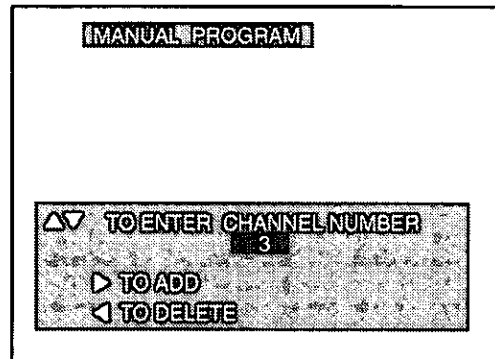 MANUAL PROGRAM
△▽ TO ENTER CHANNEL NUMBER
3
▷ TO ADD
◁ TO DELETE